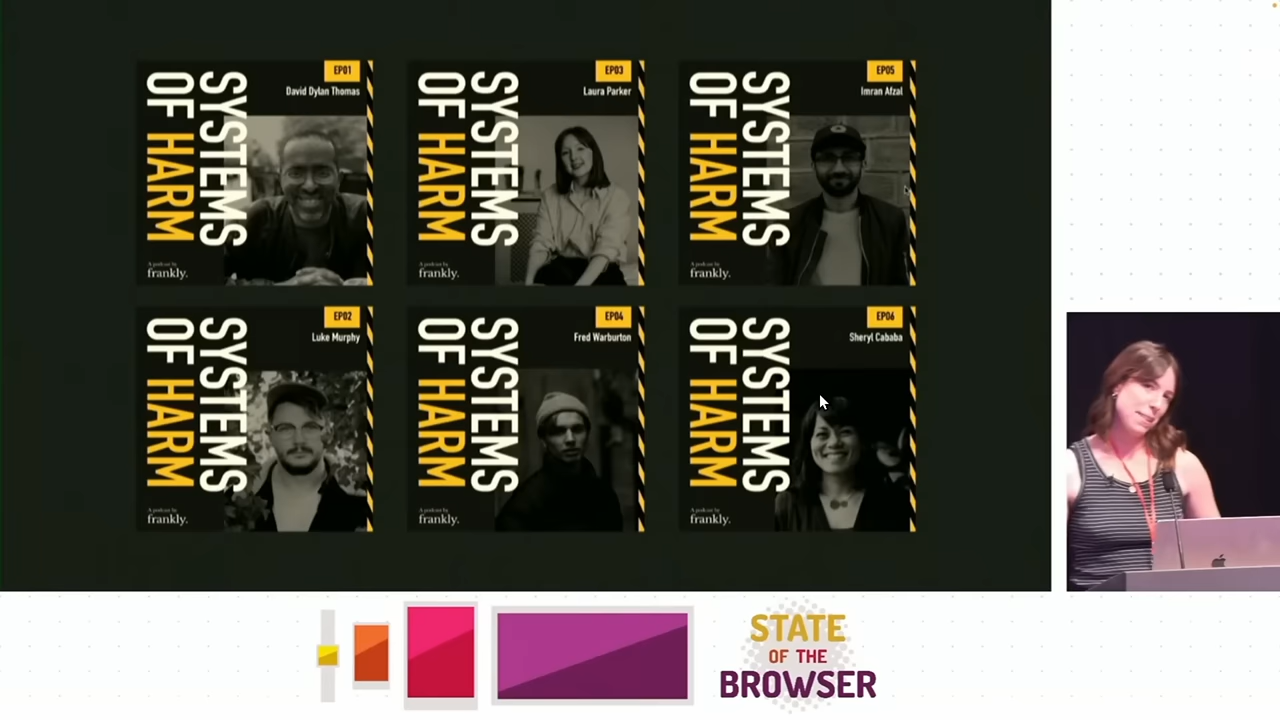 EP01
David Dylan Thomas
SYSTEMS
OF HARM
A podcast by
frankly.
EP03
Laura Parker
SYSTEMS
OF HARM
A podcast by
frankly.
EP05
Imran Afzal
SYSTEMS
OF HARM
A podcast by
frankly.
EP02
Luke Murphy
SYSTEMS
OF HARM
A podcast by
frankly.
EP04
Fred Warburton
SYSTEMS
OF HARM
A podcast by
frankly.
EP06
Sheryl Cababa
SYSTEMS
OF HARM
A podcast by
frankly.
STATE
OF THE
BROWSER